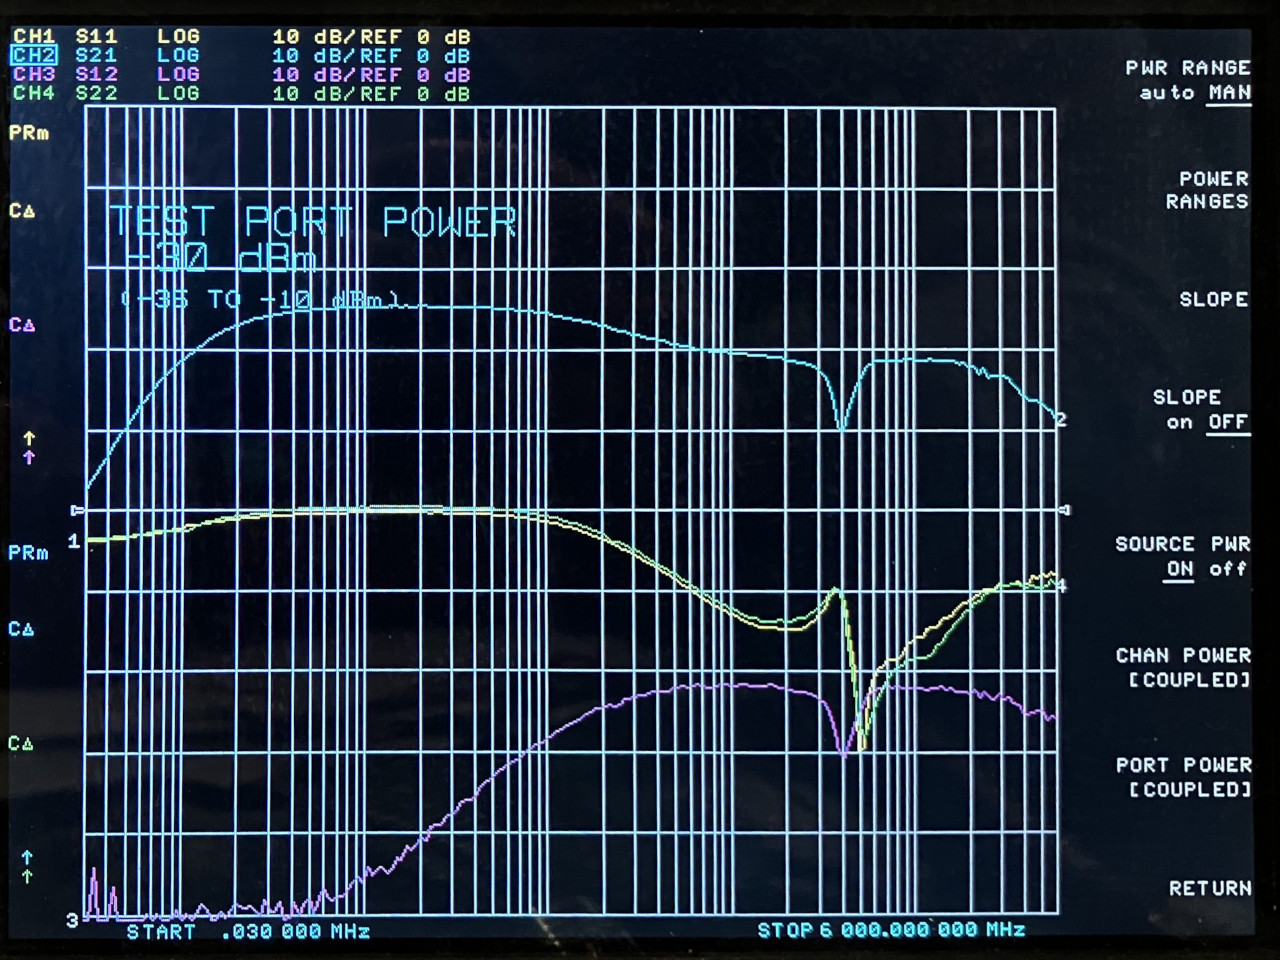 CH1 S11 LOG 10 dB/REF 0 dB
CH2 S21 LOG 10 dB/REF 0 dB
CH3 S12 LOG 10 dB/REF 0 dB
CH4 S22 LOG 10 dB/REF 0 dB
PRm
CΔ
CΔ
↑
↑
1
PRm
CΔ
CΔ
↑
↑
3
TEST PORT POWER
-30 dBm
(-35 TO -10 dBm)
2
4
START .030 000 MHz
STOP 6 000.000 000 MHz
PWR RANGE
auto MAN
POWER
RANGES
SLOPE
SLOPE
on OFF
SOURCE PWR
ON off
CHAN POWER
[COUPLED]
PORT POWER
[COUPLED]
RETURN